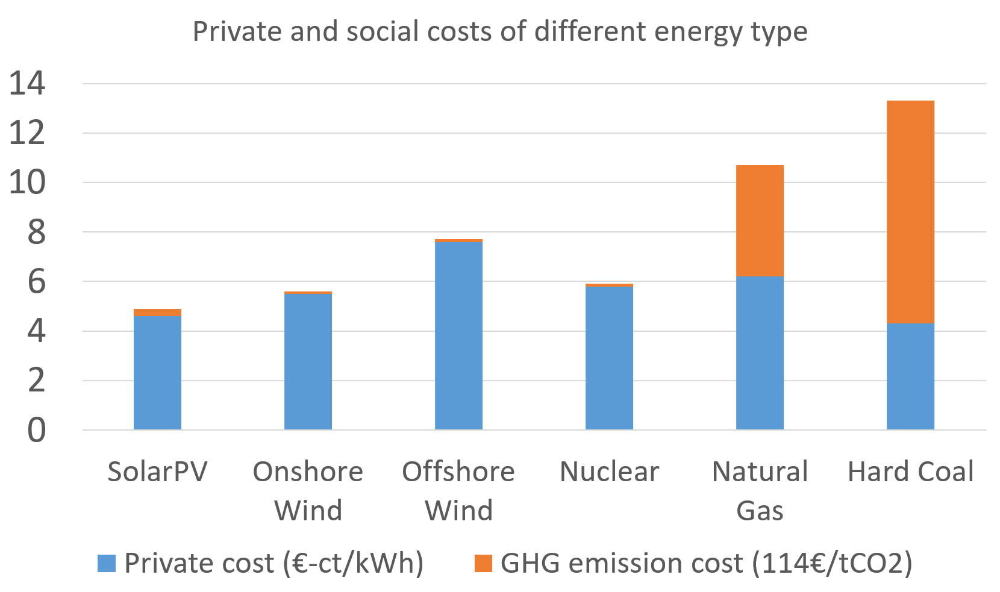 Private and social costs of different energy type
14
12
10
8
6
4
2
0
SolarPV
Onshore
Wind
Offshore
Wind
Nuclear
Natural
Gas
Hard Coal
Private cost (€-ct/kWh)
GHG emission cost (114€/tCO2)